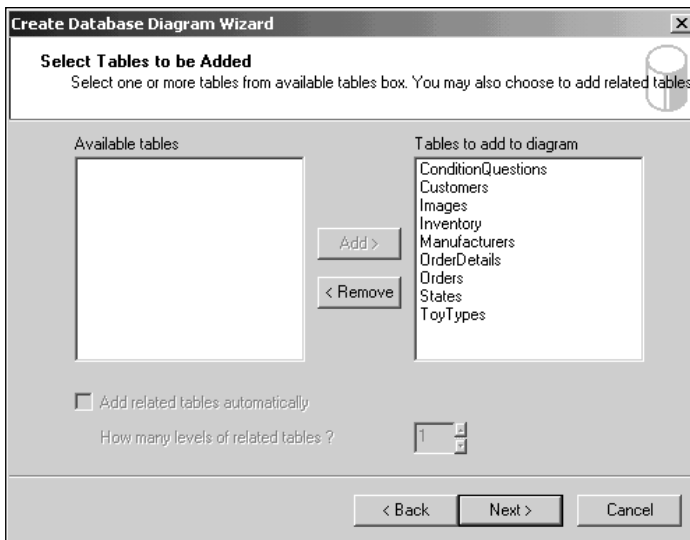 Create Database Diagram Wizard
Select Tables to be Added
Select one or more tables from available tables box. You may also choose to add related tables
Available tables
Tables to add to diagram
ConditionQuestions
Customers
Images
Inventory
Manufacturers
OrderDetails
Orders
States
ToyTypes
Add >
< Remove
Add related tables automatically
How many levels of related tables ?
1
< Back
Next >
Cancel